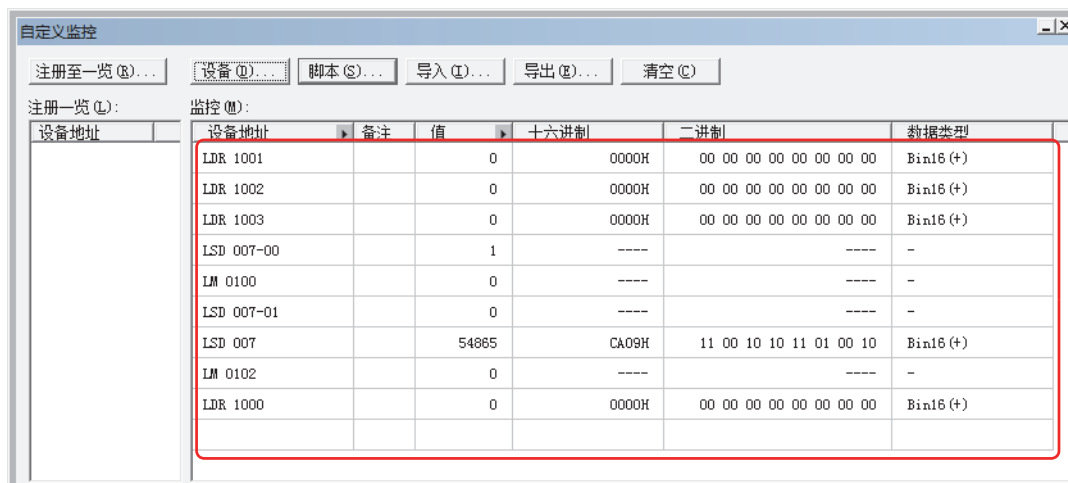 自定义监控
注册至一览(R)... 设备(D)... 脚本(S)... 导入(I)... 导出(E)... 清空(C)
注册一览(L): 监控(M):
设备地址 设备地址 备注 值 十六进制 二进制 数据类型
LDR 1001 0 0000H 00 00 00 00 00 00 00 00 Bin16(+)
LDR 1002 0 0000H 00 00 00 00 00 00 00 00 Bin16(+)
LDR 1003 0 0000H 00 00 00 00 00 00 00 00 Bin16(+)
LSD 007-00 1 ---- ---- -
LM 0100 0 ---- ---- -
LSD 007-01 0 ---- ---- -
LSD 007 54865 CA09H 11 00 10 10 11 01 00 10 Bin16(+)
LM 0102 0 ---- ---- -
LDR 1000 0 0000H 00 00 00 00 00 00 00 00 Bin16(+)